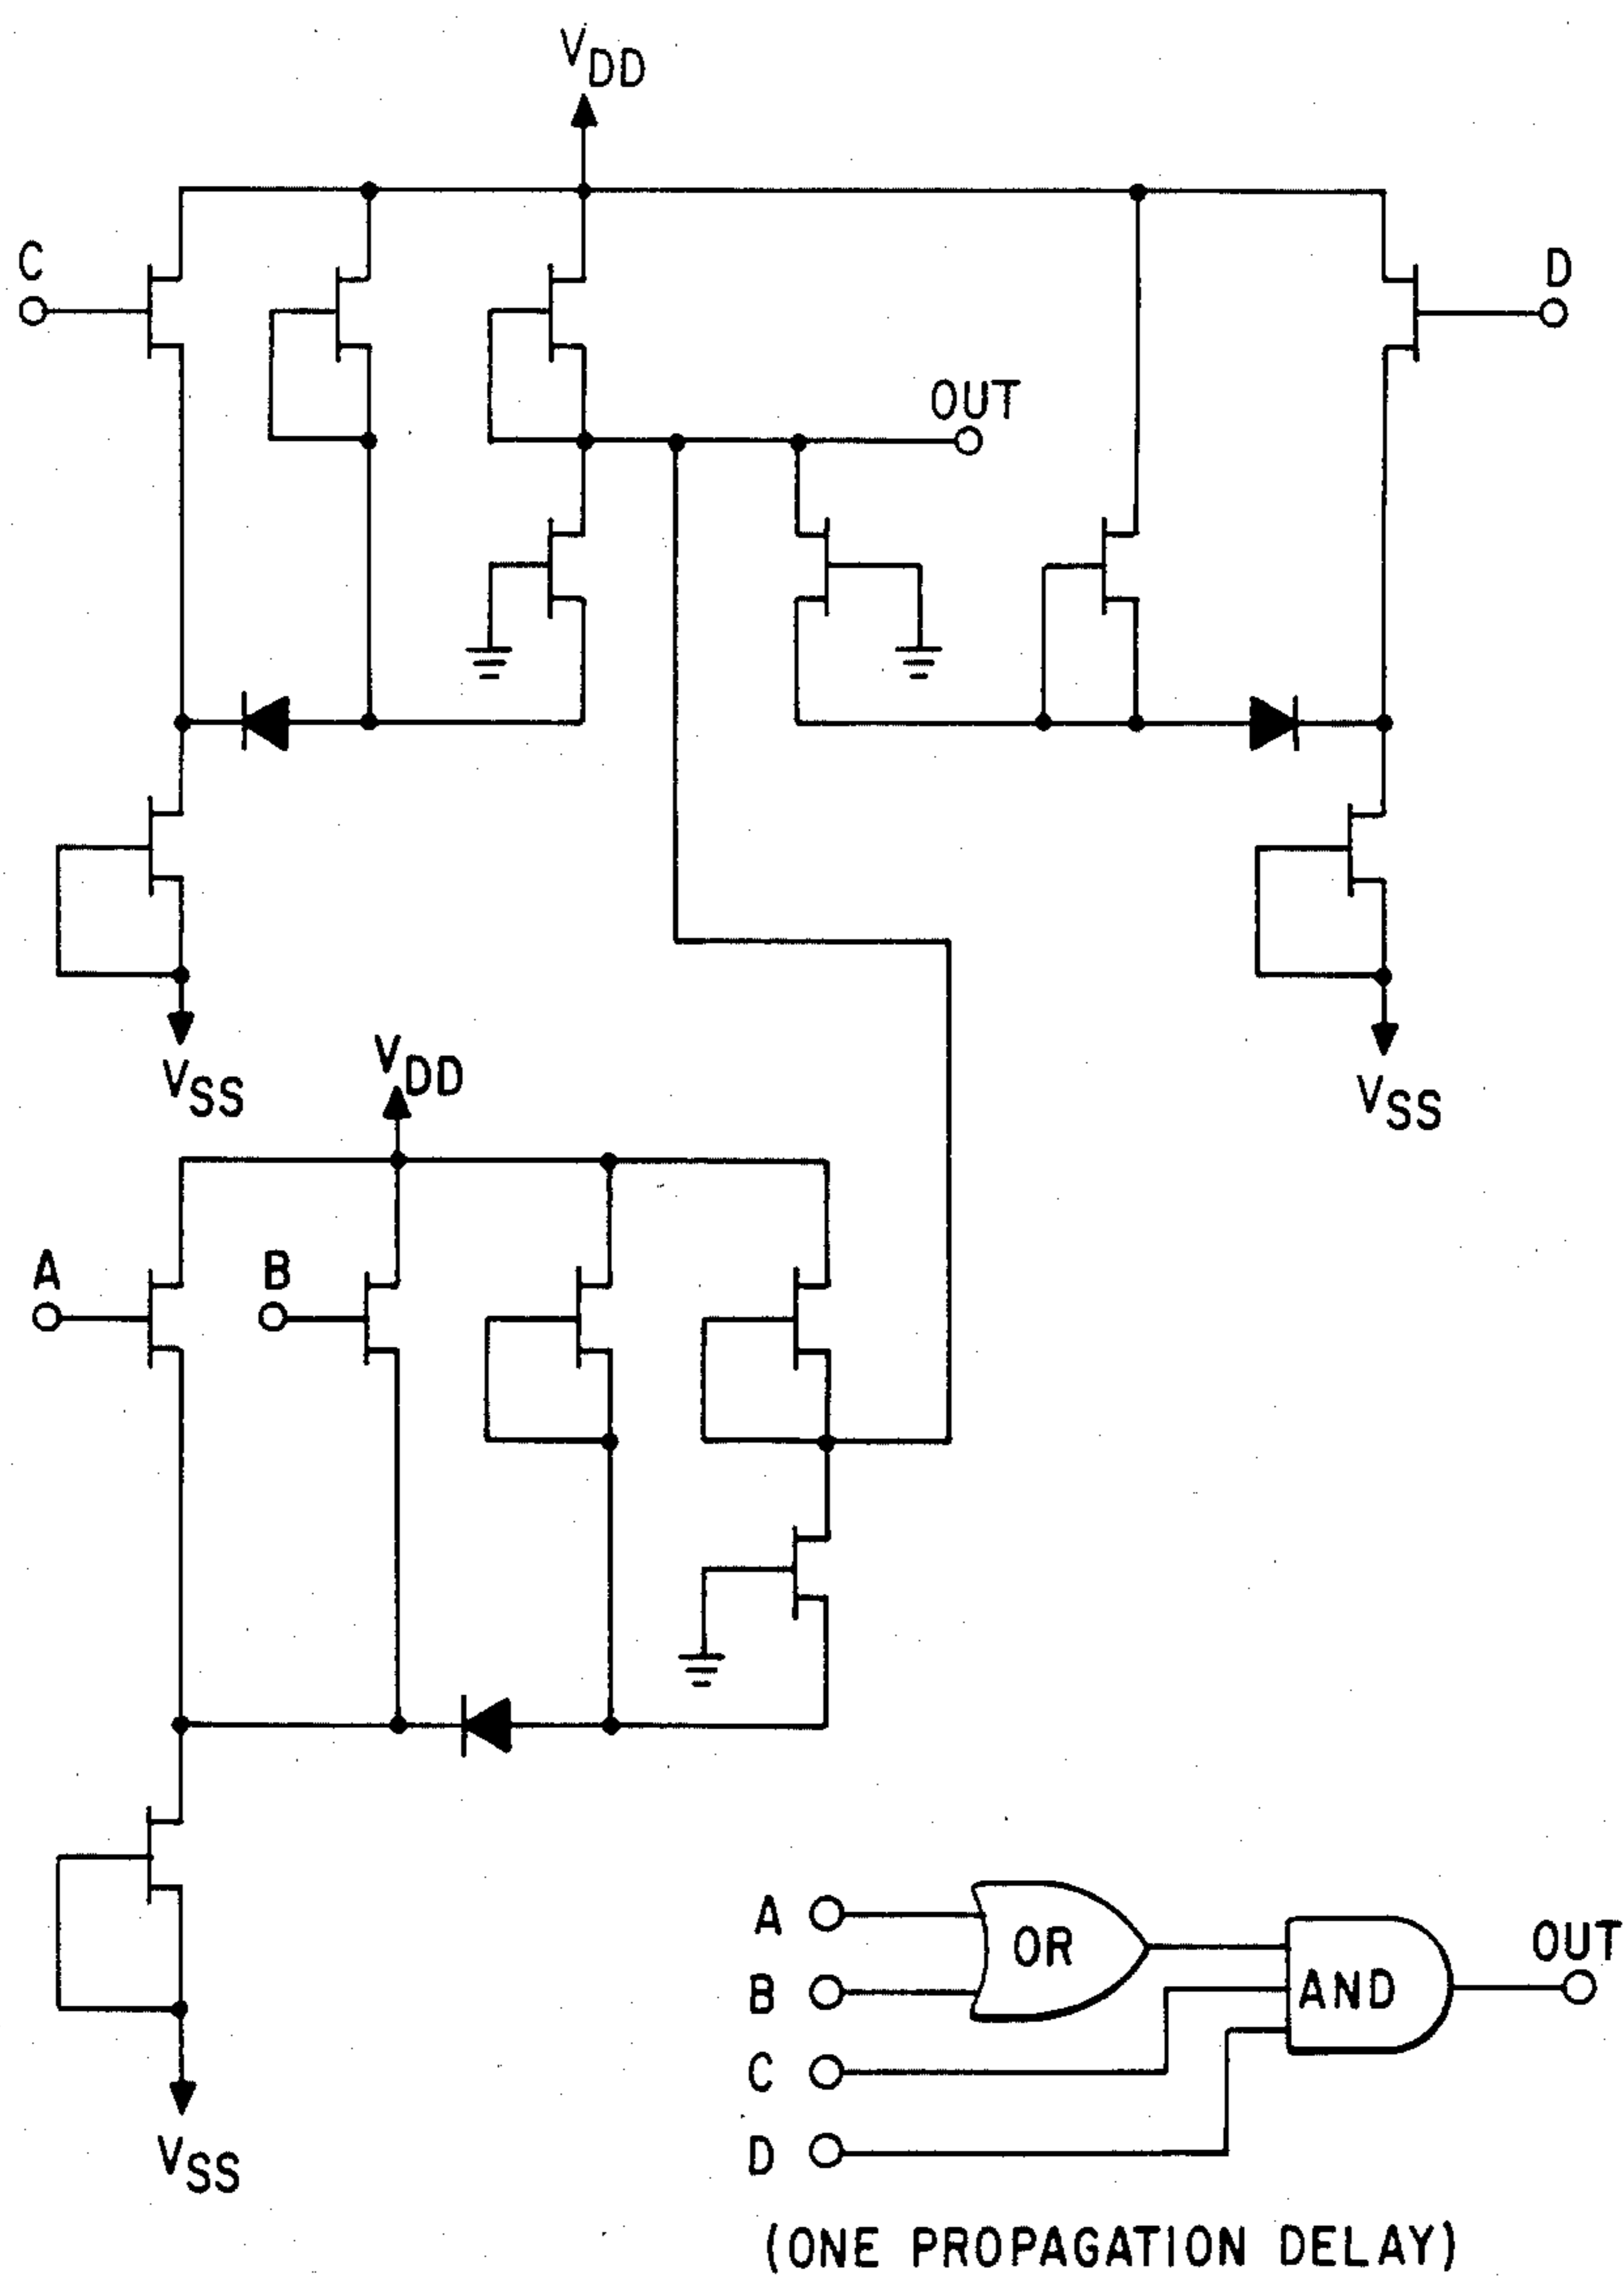 VDD
C
D
OUT
VSS
VSS
VDD
A
B
VSS
A
B
C
D
OR
AND
OUT
(ONE PROPAGATION DELAY)